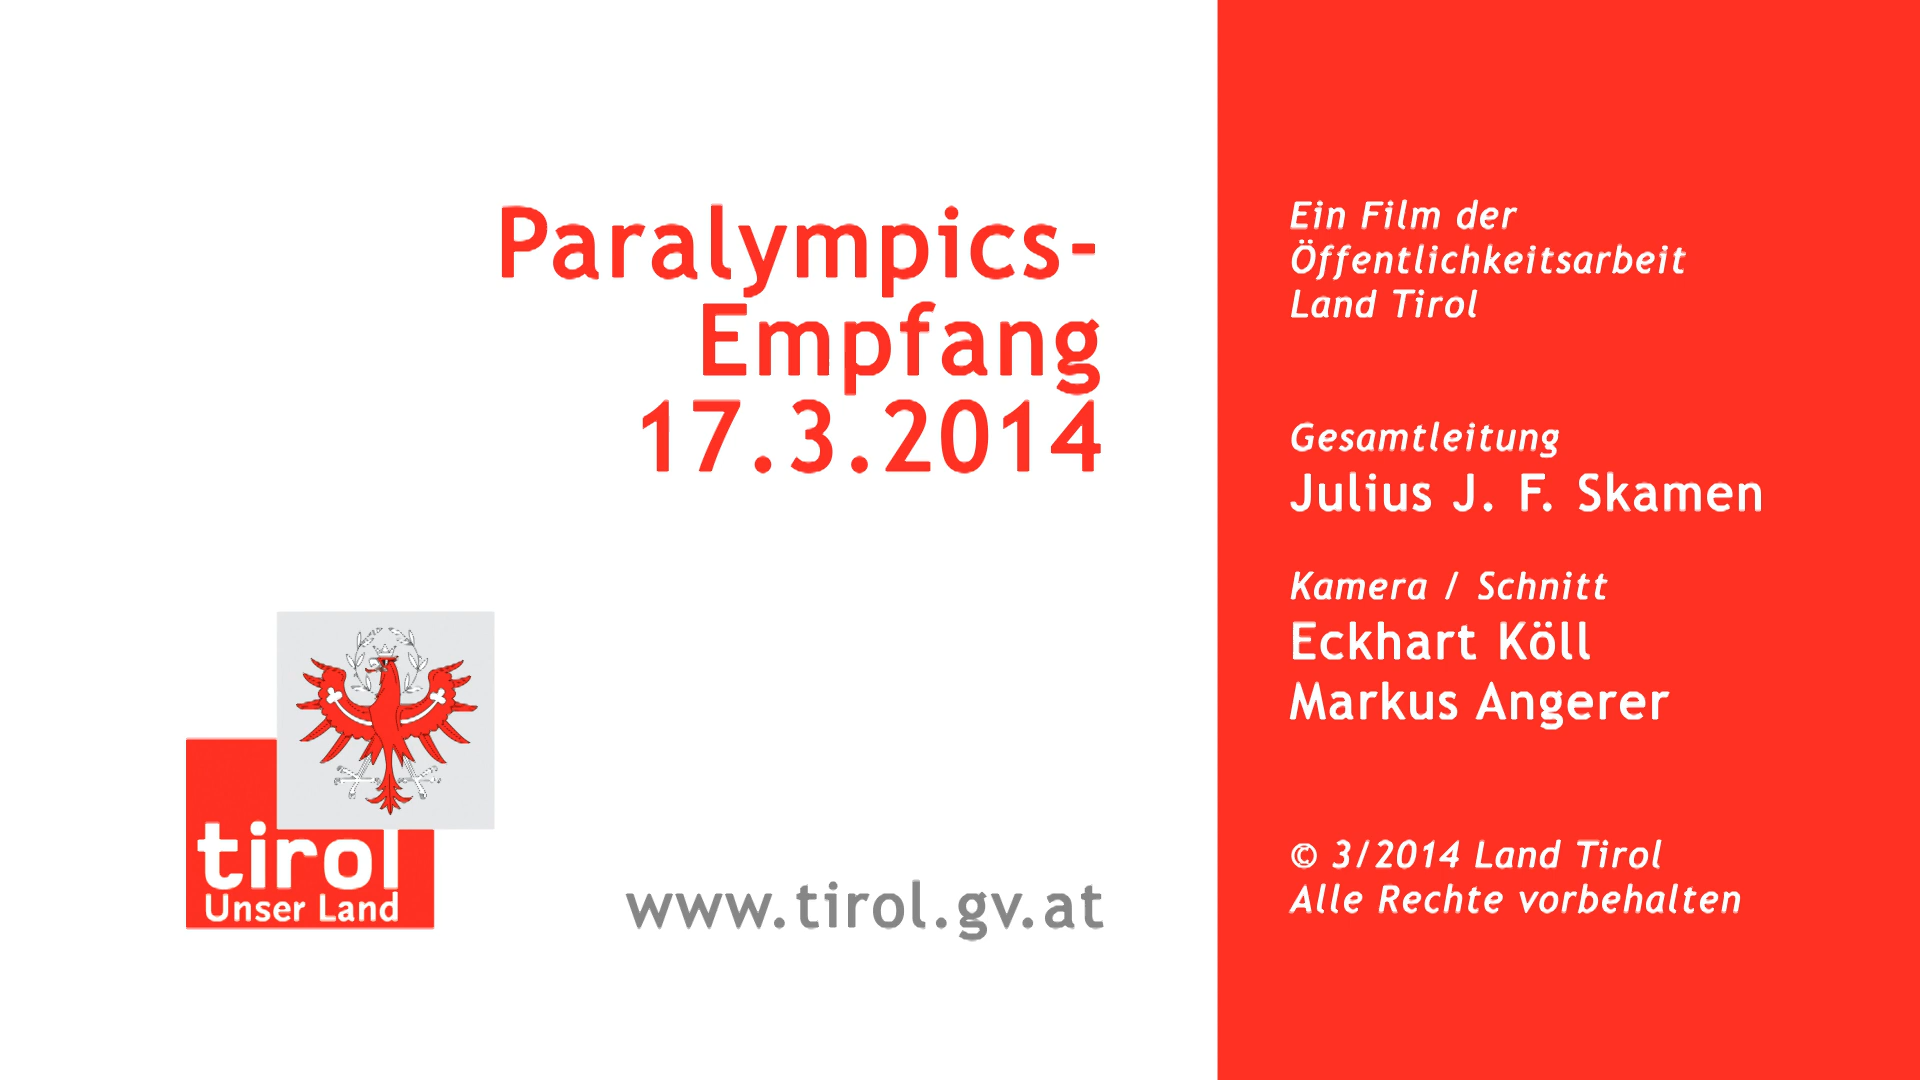 Paralympics-
Empfang
17.3.2014
tirol
Unser Land
www.tirol.gv.at
Ein Film der
Öffentlichkeitsarbeit
Land Tirol
Gesamtleitung
Julius J. F. Skamen
Kamera / Schnitt
Eckhart Köll
Markus Angerer
© 3/2014 Land Tirol
Alle Rechte vorbehalten